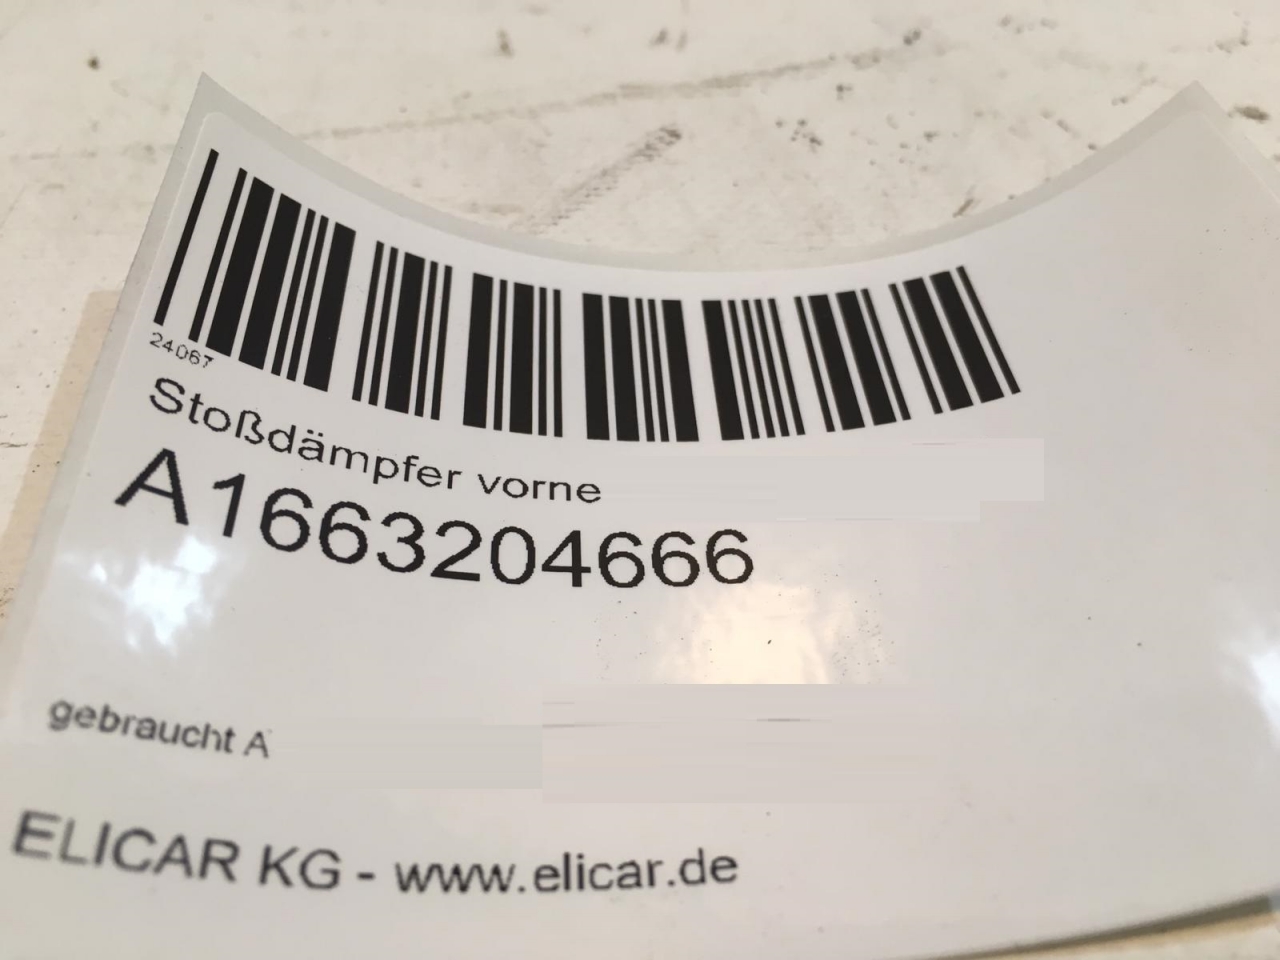 24067
Stoßdämpfer vorne
A1663204666
gebraucht A
ELICAR KG - www.elicar.de